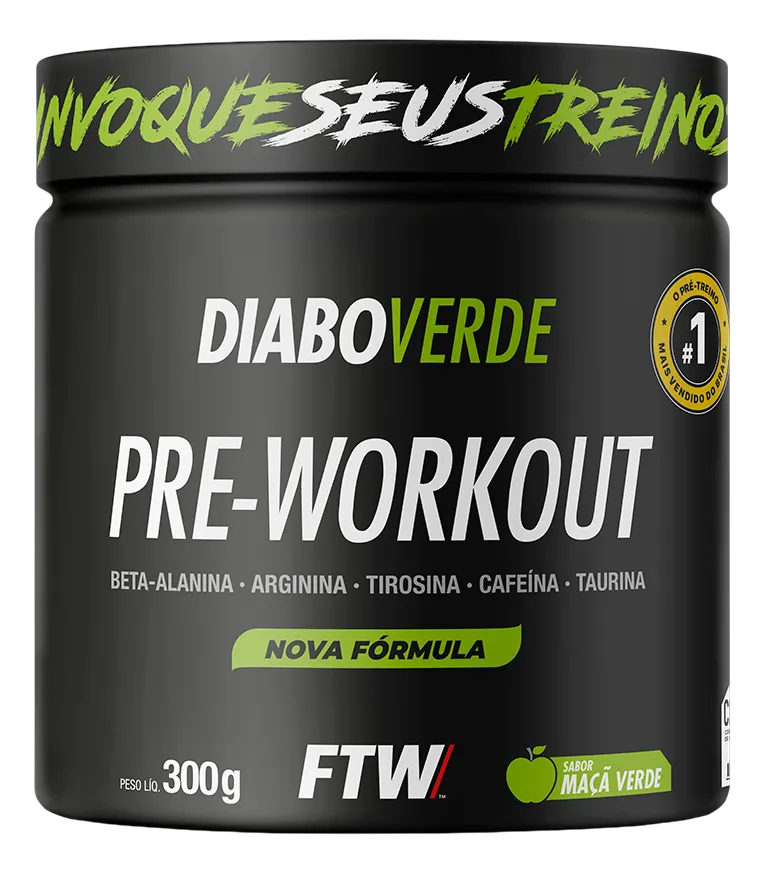 INVOQUESEUSTREINOS
DIABOVERDE
O PRÉ-TREINO
#1
MAIS VENDIDO DO BRASIL
PRE-WORKOUT
BETA-ALANINA · ARGININA · TIROSINA · CAFEÍNA · TAURINA
NOVA FÓRMULA
PESO LÍQ. 300g
FTW/
™
SABOR
MAÇÃ VERDE